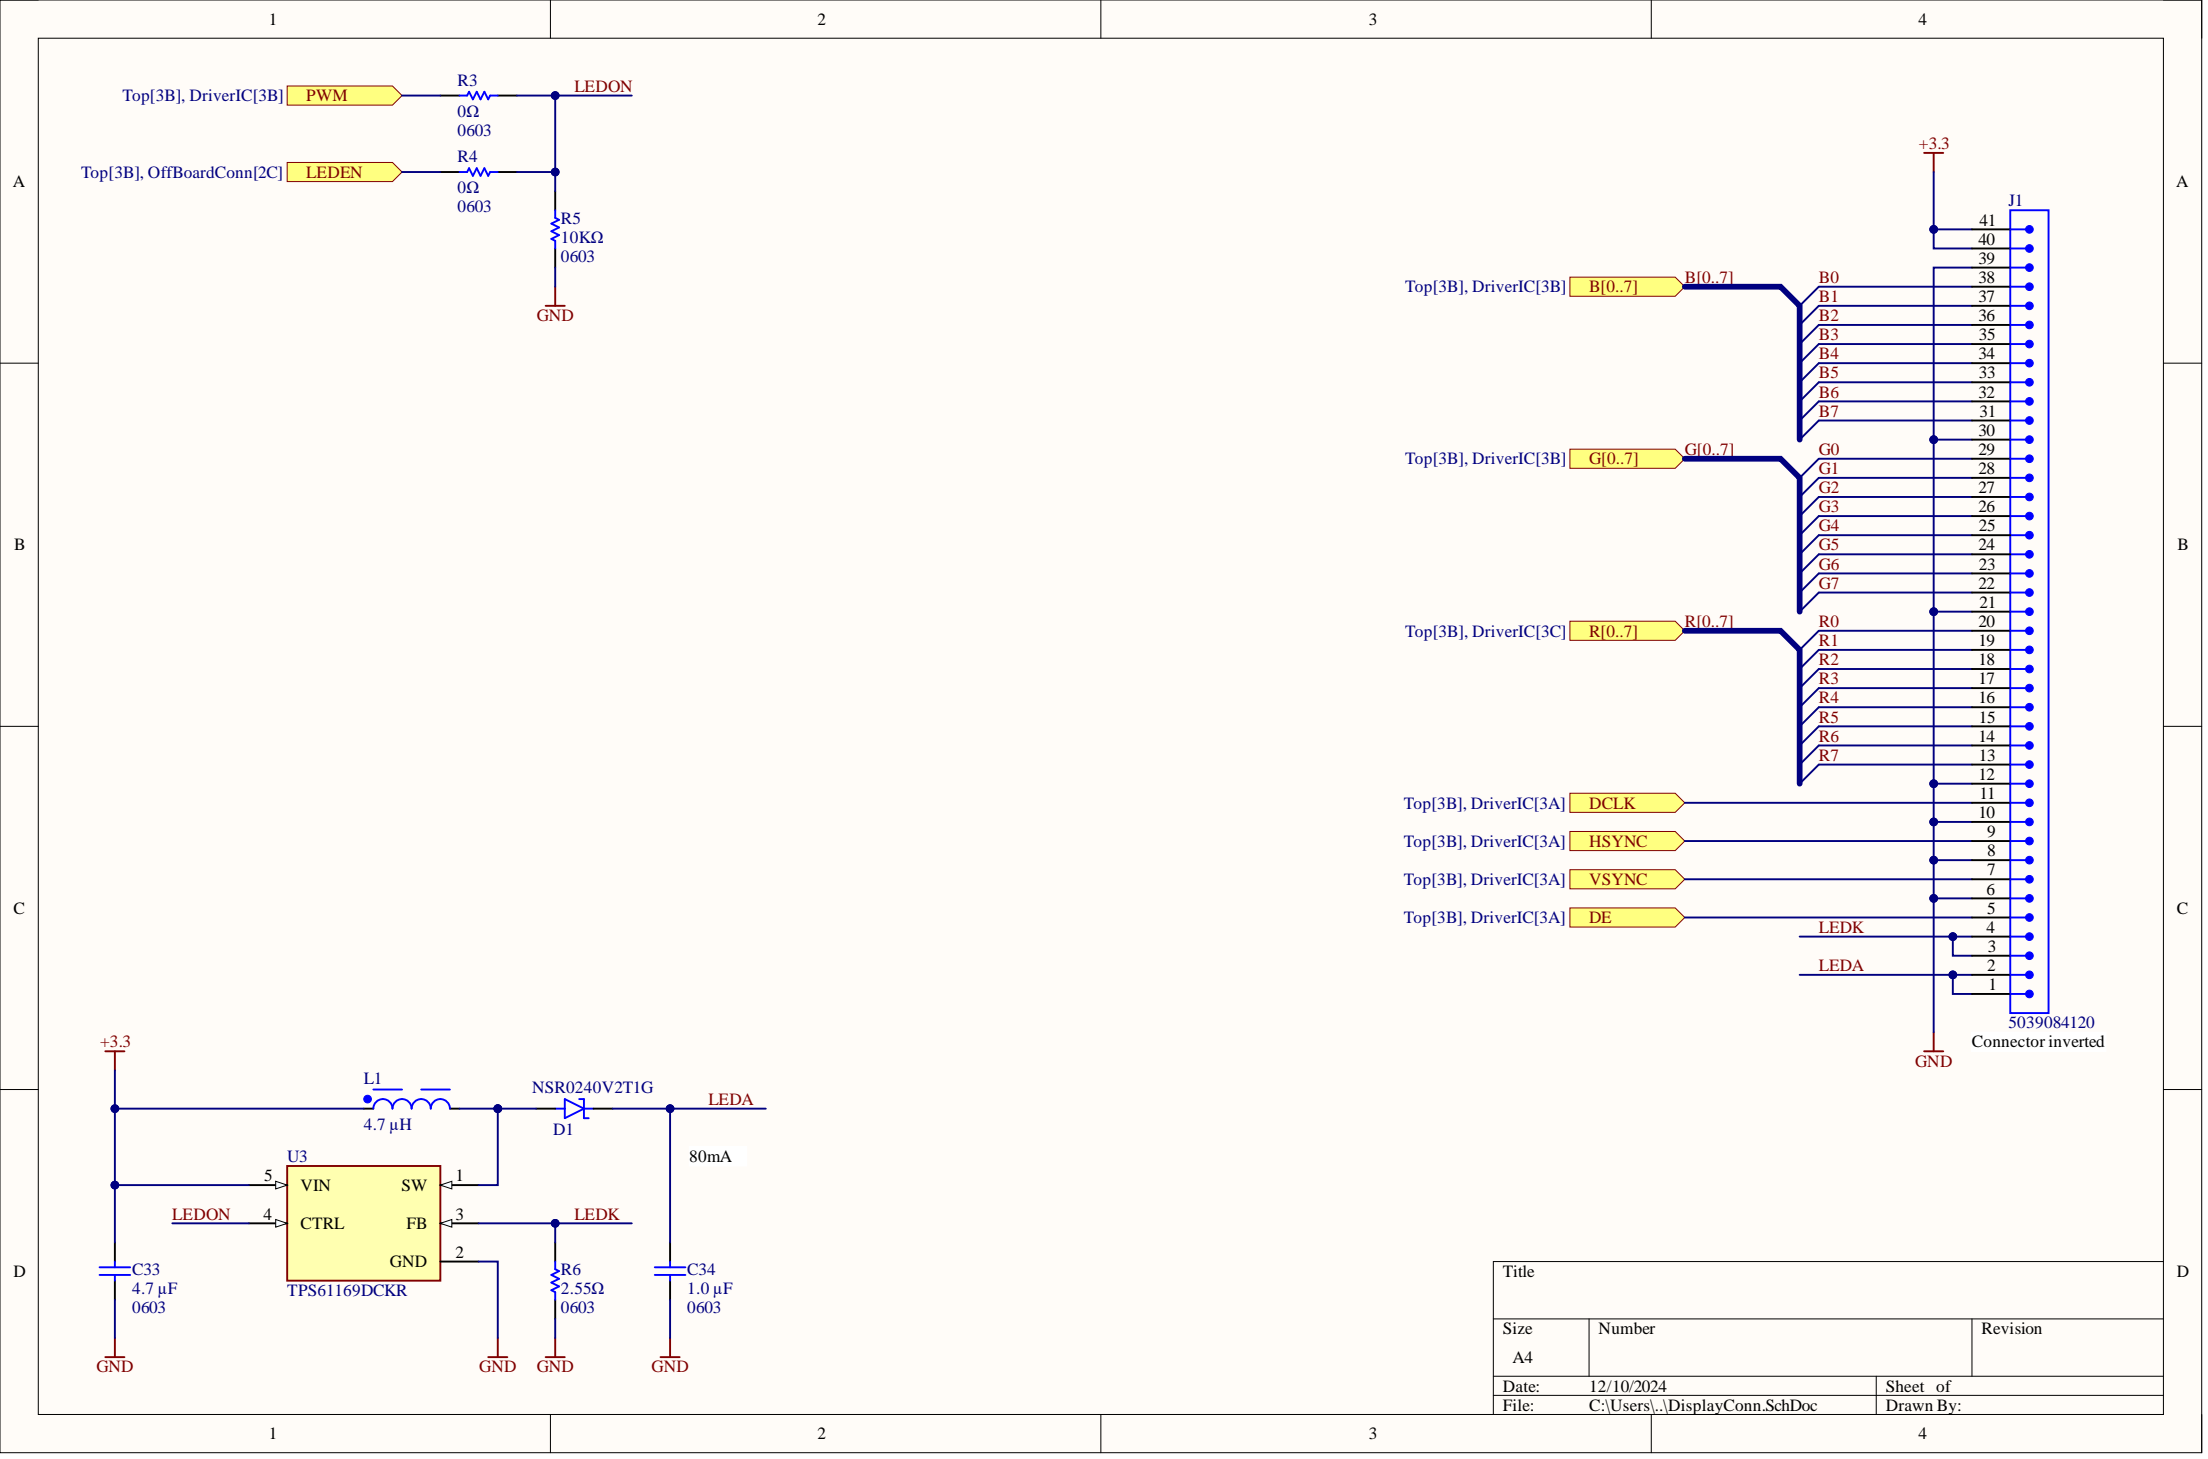 1 2 3 4
A
B
C
D
Top[3B], DriverIC[3B] PWM
R3
0Ω
0603
LEDON
Top[3B], OffBoardConn[2C] LEDEN
R4
0Ω
0603
R5
10KΩ
0603
GND
+3.3
J1
41
40
39
Top[3B], DriverIC[3B] B[0..7] B[0..7]
B0 38
B1 37
B2 36
B3 35
B4 34
B5 33
B6 32
B7 31
30
Top[3B], DriverIC[3B] G[0..7] G[0..7]
G0 29
G1 28
G2 27
G3 26
G4 25
G5 24
G6 23
G7 22
21
Top[3B], DriverIC[3C] R[0..7] R[0..7]
R0 20
R1 19
R2 18
R3 17
R4 16
R5 15
R6 14
R7 13
12
Top[3B], DriverIC[3A] DCLK 11
10
Top[3B], DriverIC[3A] HSYNC 9
8
Top[3B], DriverIC[3A] VSYNC 7
6
Top[3B], DriverIC[3A] DE 5
LEDK 4
3
LEDA 2
1
5039084120
Connector inverted
GND
+3.3
L1
4.7 µH
NSR0240V2T1G
D1
LEDA
80mA
U3
5 VIN SW 1
LEDON 4 CTRL FB 3 LEDK
GND 2
TPS61169DCKR
C33
4.7 µF
0603
R6
2.55Ω
0603
C34
1.0 µF
0603
GND GND GND GND
Title
Size Number Revision
A4
Date: 12/10/2024 Sheet of
File: C:\Users\..\DisplayConn.SchDoc Drawn By:
A
B
C
D
1 2 3 4